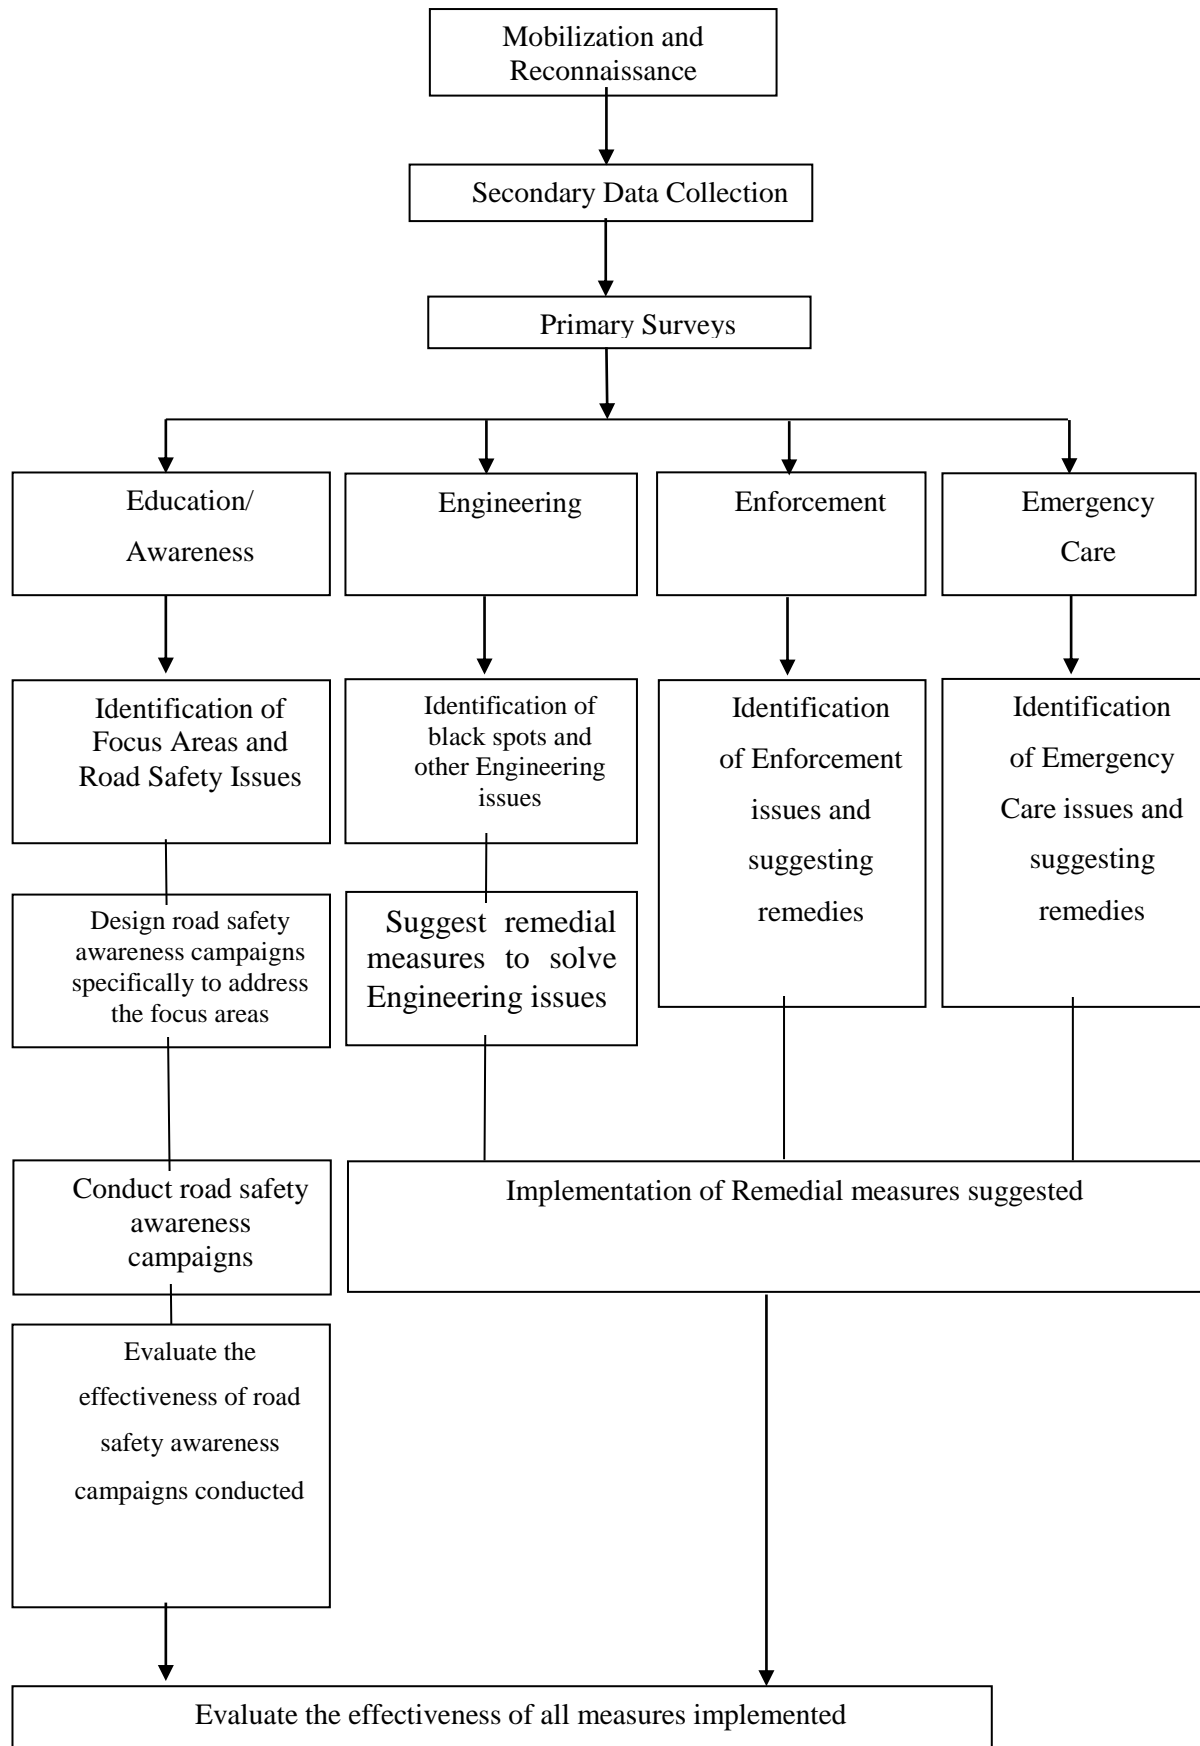 Mobilization and
Reconnaissance
Secondary Data Collection
Primary Surveys
Education/
Awareness
Engineering
Enforcement
Emergency
Care
Identification of
Focus Areas and
Road Safety Issues
Identification of
black spots and
other Engineering
issues
Identification
of Enforcement
issues and
suggesting
remedies
Identification
of Emergency
Care issues and
suggesting
remedies
Design road safety
awareness campaigns
specifically to address
the focus areas
Suggest remedial
measures to solve
Engineering issues
Conduct road safety
awareness
campaigns
Implementation of Remedial measures suggested
Evaluate the
effectiveness of road
safety awareness
campaigns conducted
Evaluate the effectiveness of all measures implemented